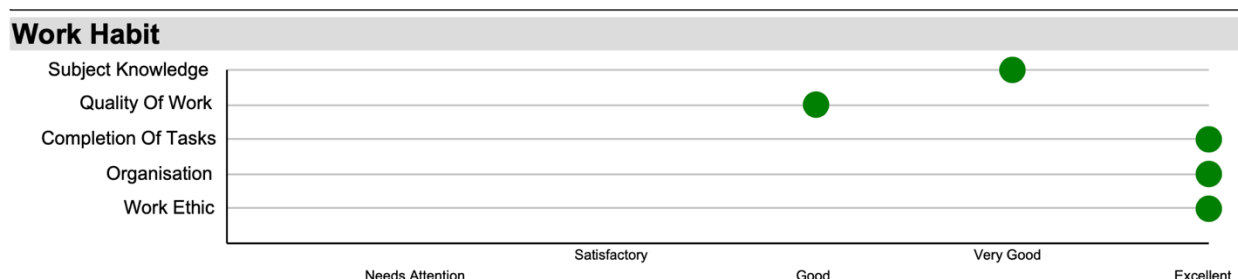 Work Habit
Subject Knowledge
Quality Of Work
Completion Of Tasks
Organisation
Work Ethic
Satisfactory
Very Good
Needs Attention
Good
Excellent